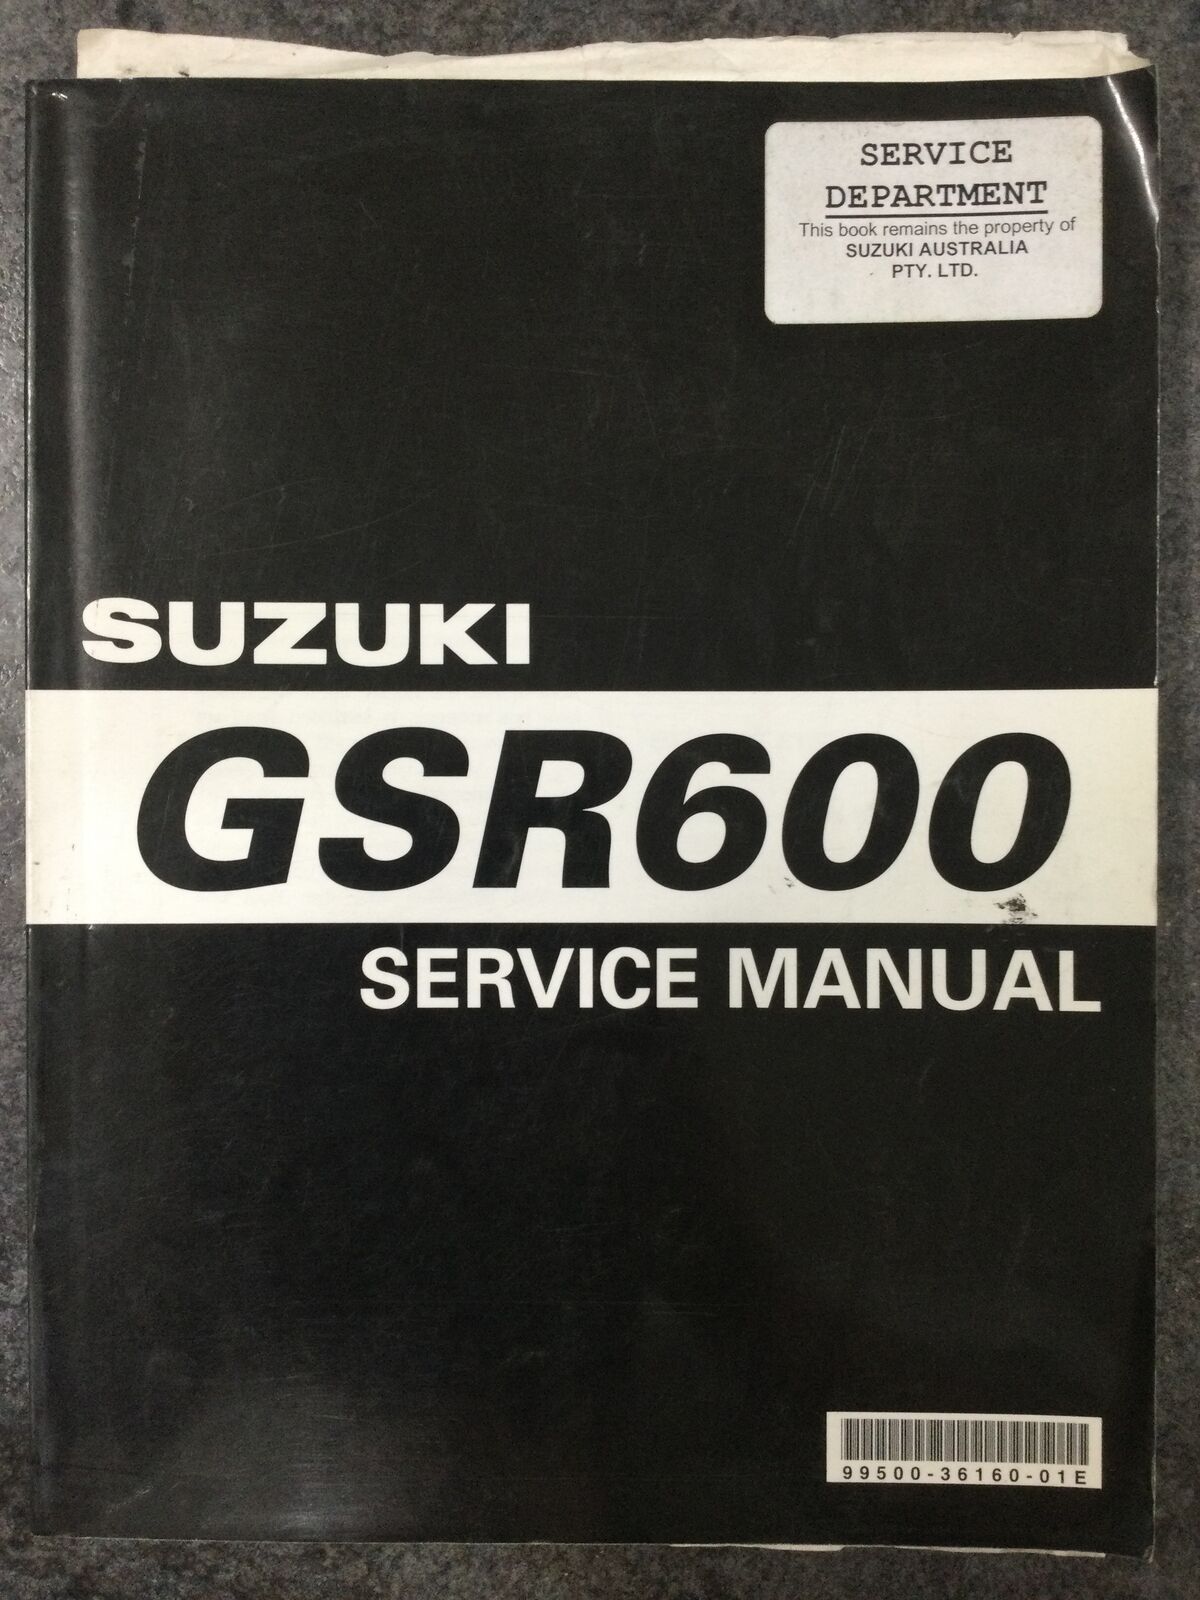 SERVICE
DEPARTMENT
This book remains the property of
SUZUKI AUSTRALIA
PTY. LTD.
SUZUKI
GSR600
SERVICE MANUAL
99500-36160-01E